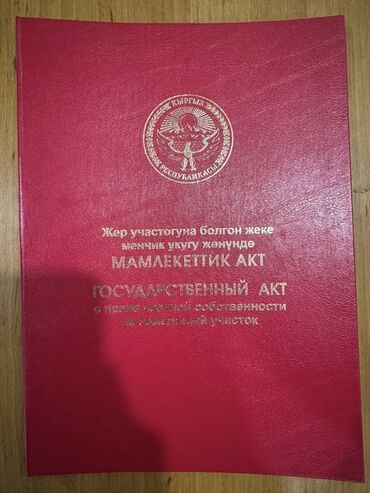 КЫРГЫЗ
РЕСПУБЛИКАСЫ
Жер участогуна болгон жеке
менчик укугу жөнүндө
МАМЛЕКЕТТИК АКТ
ГОСУДАРСТВЕННЫЙ АКТ
о праве частной собственности
на земельный участок